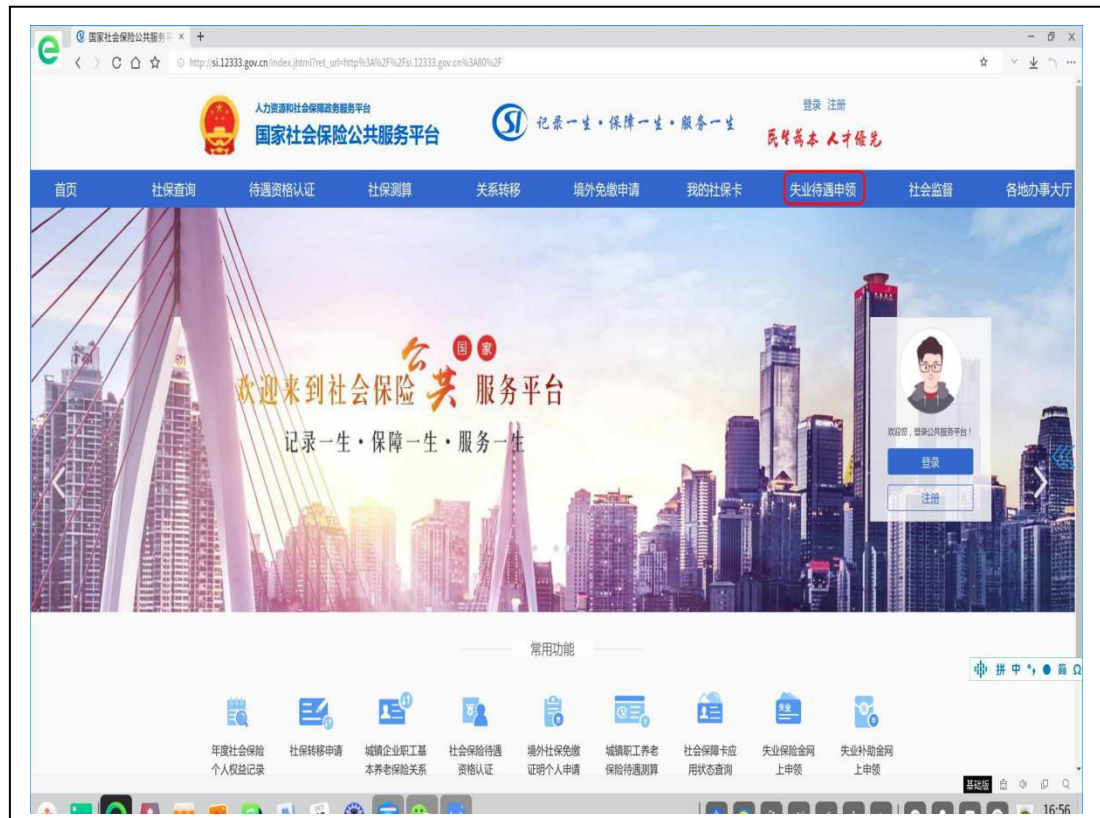 国家社会保险公共服务平
http://si.12333.gov.cn/index.jhtml?ret_url=http%3A%2F%2Fsi.12333.gov.cn%3A80%2F
人力资源和社会保障政务服务平台
国家社会保险公共服务平台
SI 记录一生·保障一生·服务一生
登录 注册
民生为本 人才优先
首页 社保查询 待遇资格认证 社保测算 关系转移 境外免缴申请 我的社保卡 失业待遇申领 社会监督 各地办事大厅
欢迎来到社会保险公共服务平台
国家
记录一生·保障一生·服务一生
欢迎您,登录公共服务平台!
登录
注册
常用功能
拼 中 简
年度社会保险个人权益记录
社保转移申请
城镇企业职工基本养老保险关系
社会保险待遇资格认证
境外社保免缴证明个人申请
城镇职工养老保险待遇测算
社会保障卡应用状态查询
失业
失业保险金网上申领
失业补助金网上申领
基础版
16:56